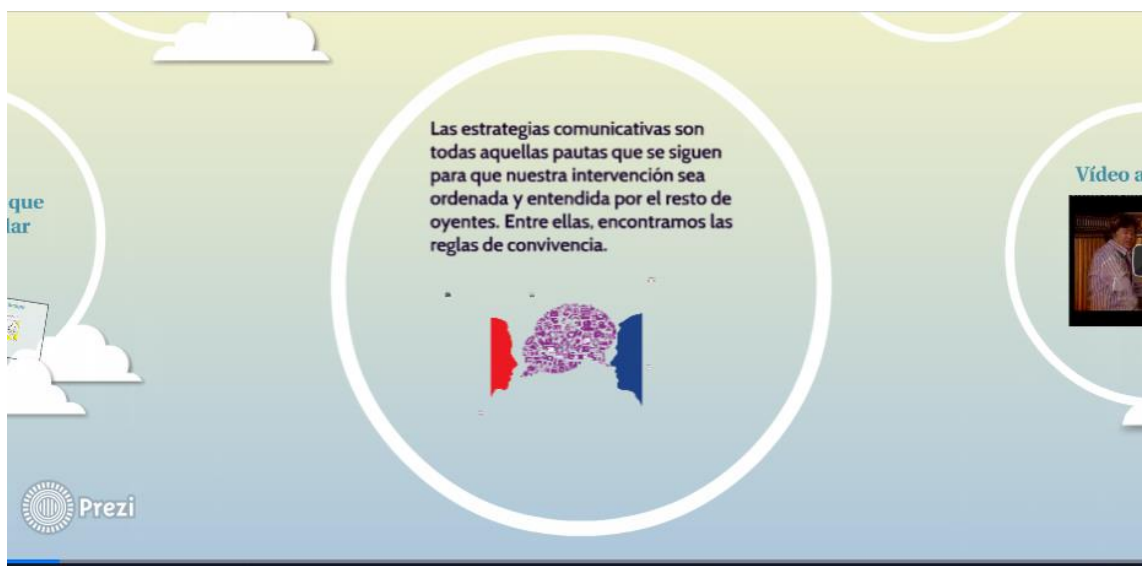 Las estrategias comunicativas son
todas aquellas pautas que se siguen
para que nuestra intervención sea
ordenada y entendida por el resto de
oyentes. Entre ellas, encontramos las
reglas de convivencia.
que
lar
Vídeo a
Prezi